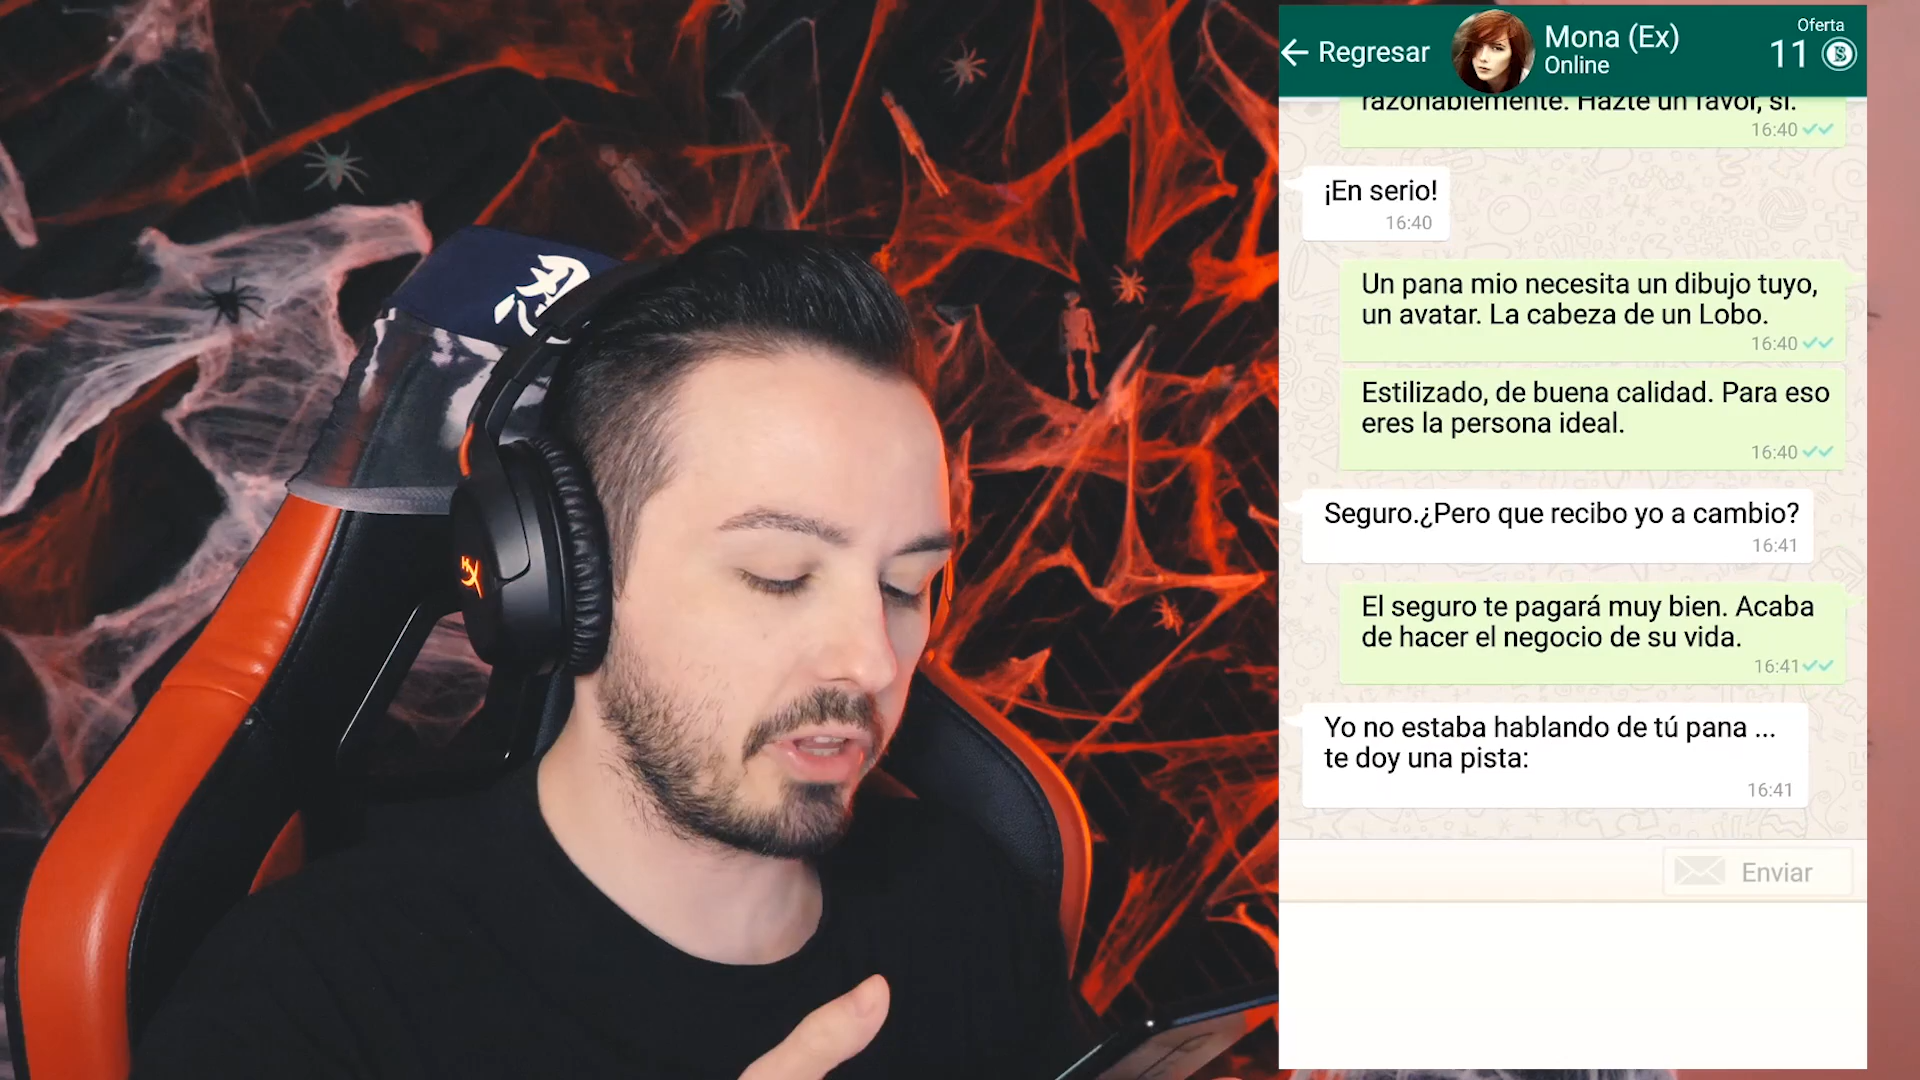 Regresar
Mona (Ex)
Online
Oferta
11
razonablemente. Hazte un favor, sí.
16:40
¡En serio!
16:40
Un pana mio necesita un dibujo tuyo,
un avatar. La cabeza de un Lobo.
16:40
Estilizado, de buena calidad. Para eso
eres la persona ideal.
16:40
Seguro.¿Pero que recibo yo a cambio?
16:41
El seguro te pagará muy bien. Acaba
de hacer el negocio de su vida.
16:41
Yo no estaba hablando de tú pana ...
te doy una pista:
16:41
Enviar
忍